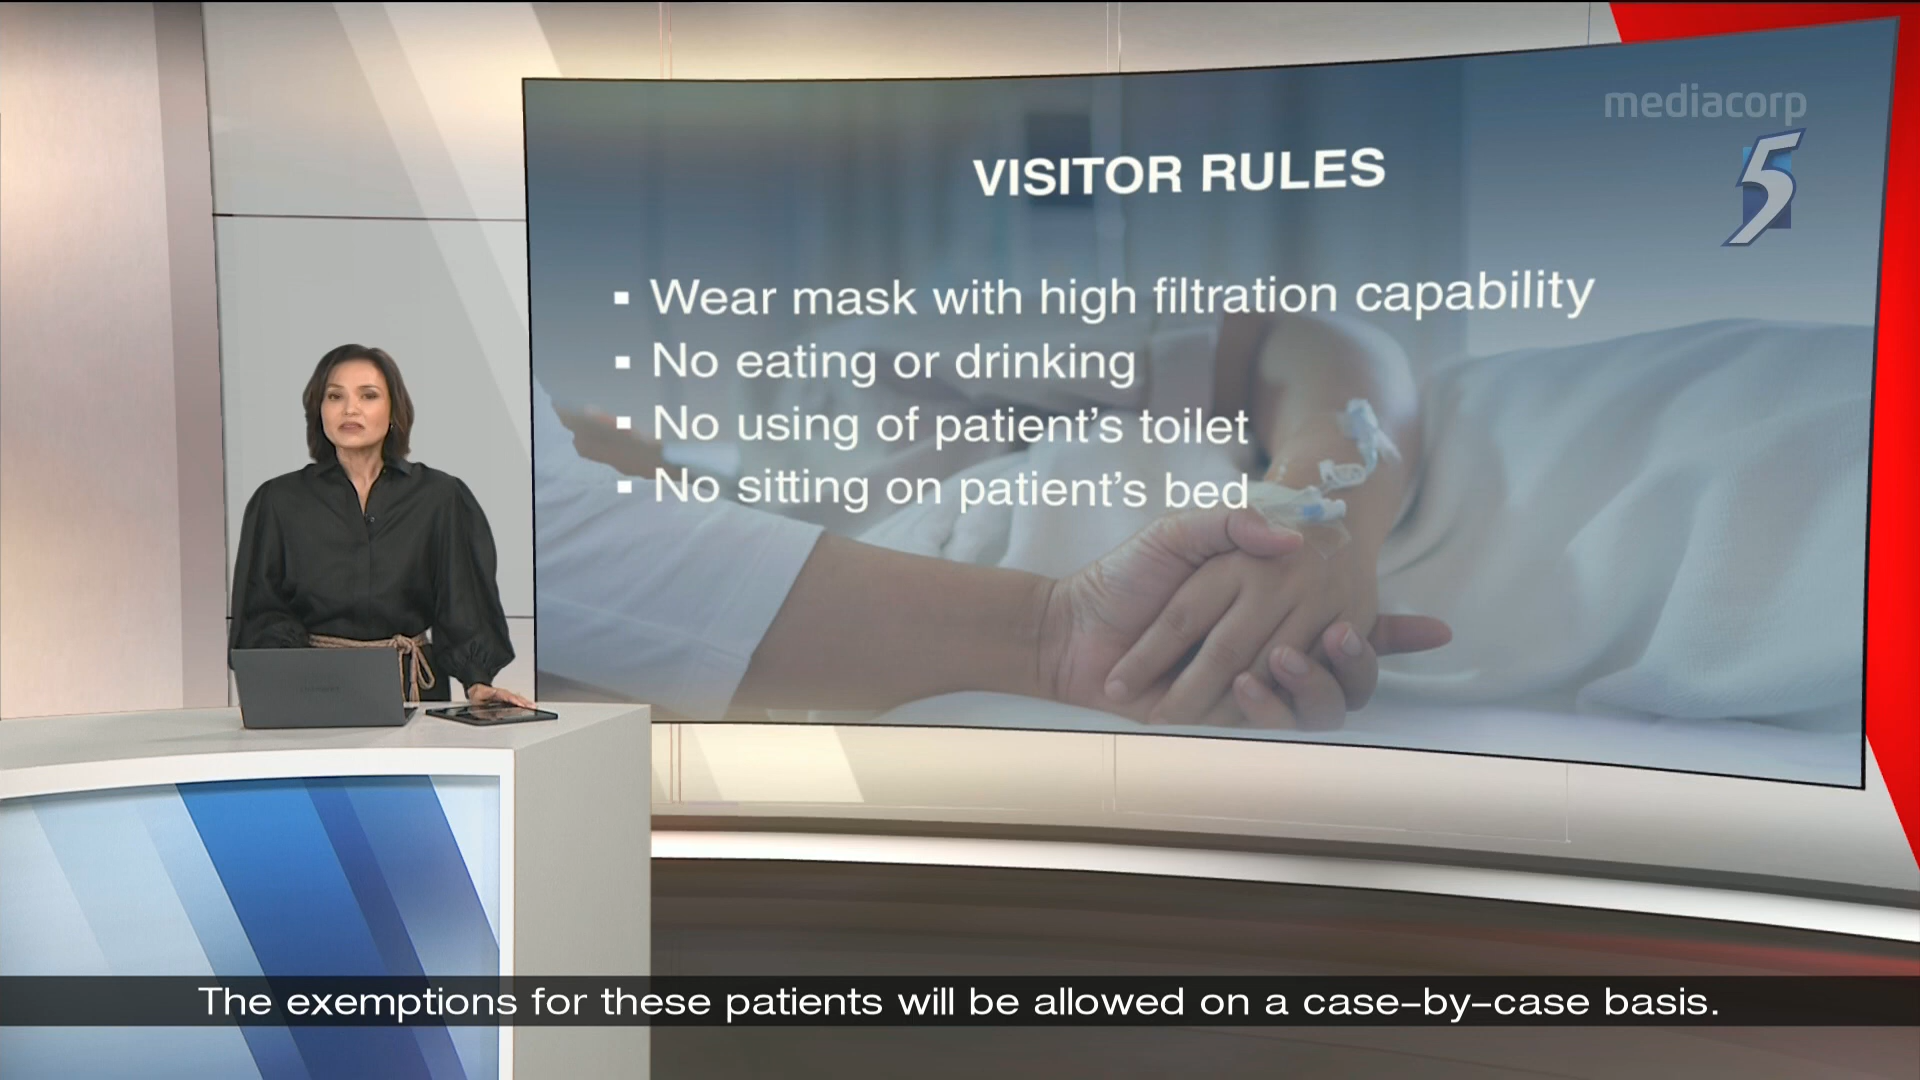 mediacorp
5
VISITOR RULES
▪ Wear mask with high filtration capability
▪ No eating or drinking
▪ No using of patient's toilet
▪ No sitting on patient's bed
The exemptions for these patients will be allowed on a case-by-case basis.